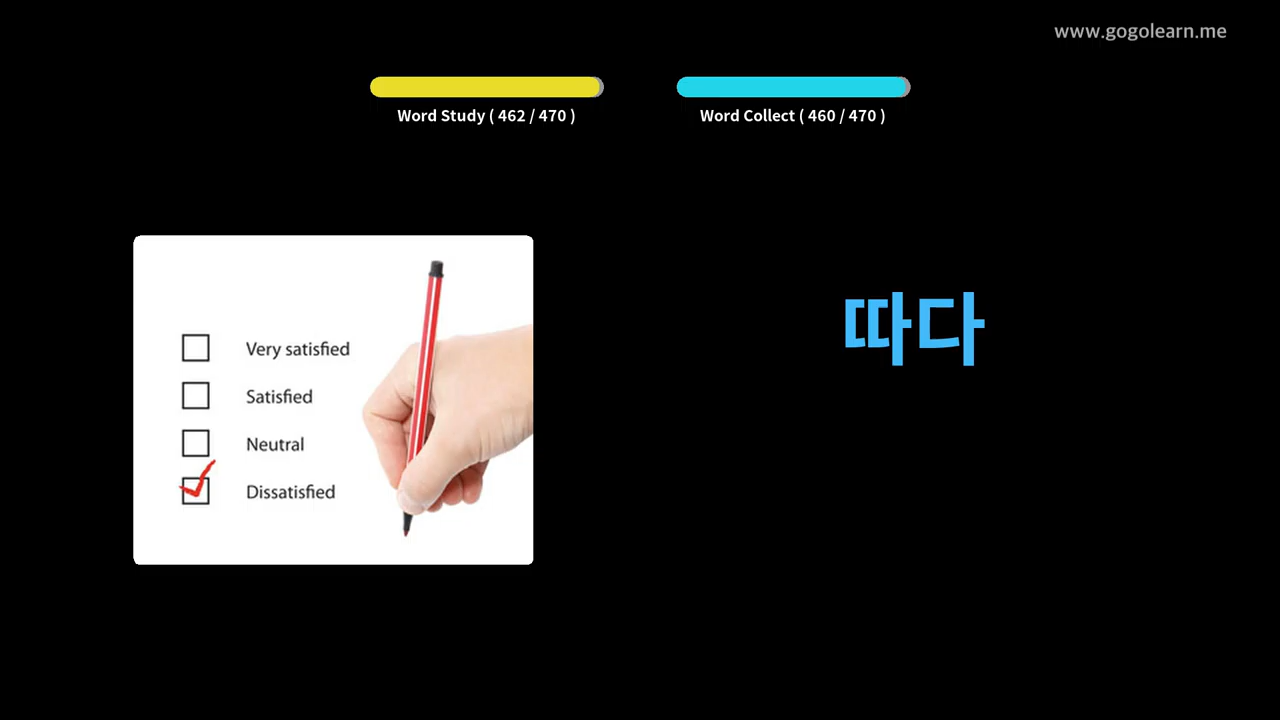 www.gogolearn.me
Word Study ( 462 / 470 )
Word Collect ( 460 / 470 )
Very satisfied
Satisfied
Neutral
Dissatisfied
따다